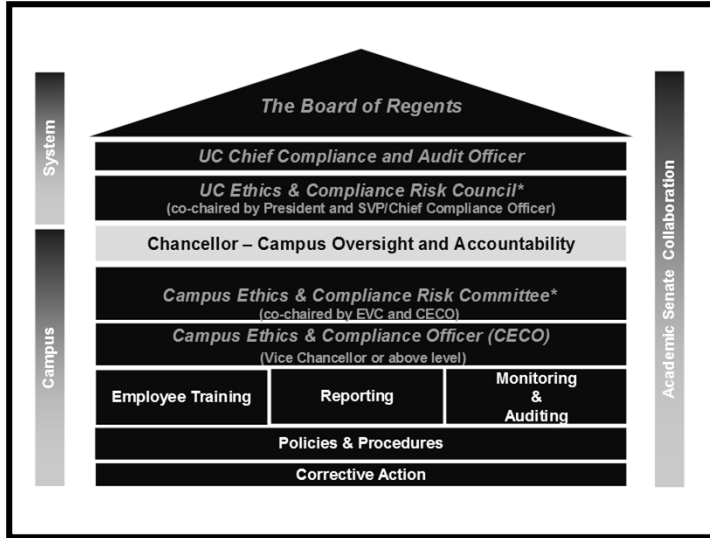 The Board of Regents
System
UC Chief Compliance and Audit Officer
UC Ethics & Compliance Risk Council*
(co-chaired by President and SVP/Chief Compliance Officer)
Chancellor – Campus Oversight and Accountability
Campus
Campus Ethics & Compliance Risk Committee*
(co-chaired by EVC and CECO)
Campus Ethics & Compliance Officer (CECO)
(Vice Chancellor or above level)
Employee Training
Reporting
Monitoring
&
Auditing
Policies & Procedures
Corrective Action
Academic Senate Collaboration